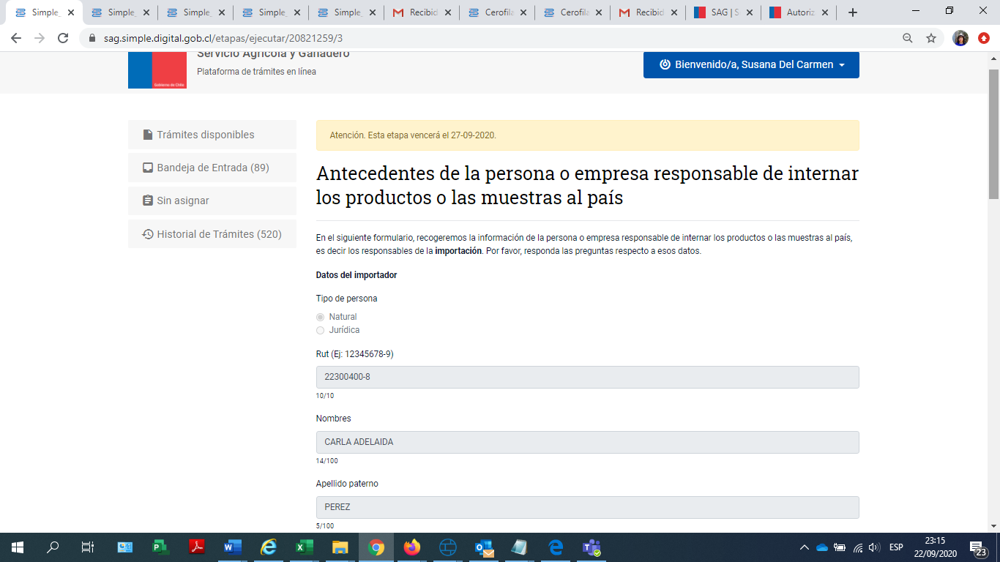 Simple_
Simple_
Simple_
Simple_
Simple_
Recibid
Cerofila
Cerofila
Recibid
SAG | S
Autoriz
sag.simple.digital.gob.cl/etapas/ejecutar/20821259/3
Servicio Agrícola y Ganadero
Plataforma de trámites en línea
Gobierno de Chile
Bienvenido/a, Susana Del Carmen
Trámites disponibles
Bandeja de Entrada (89)
Sin asignar
Historial de Trámites (520)
Atención. Esta etapa vencerá el 27-09-2020.
Antecedentes de la persona o empresa responsable de internar
los productos o las muestras al país
En el siguiente formulario, recogeremos la información de la persona o empresa responsable de internar los productos o las muestras al país,
es decir los responsables de la importación. Por favor, responda las preguntas respecto a esos datos.
Datos del importador
Tipo de persona
Natural
Jurídica
Rut (Ej: 12345678-9)
22300400-8
10/10
Nombres
CARLA ADELAIDA
14/100
Apellido paterno
PEREZ
5/100
ESP
23:15
22/09/2020
23